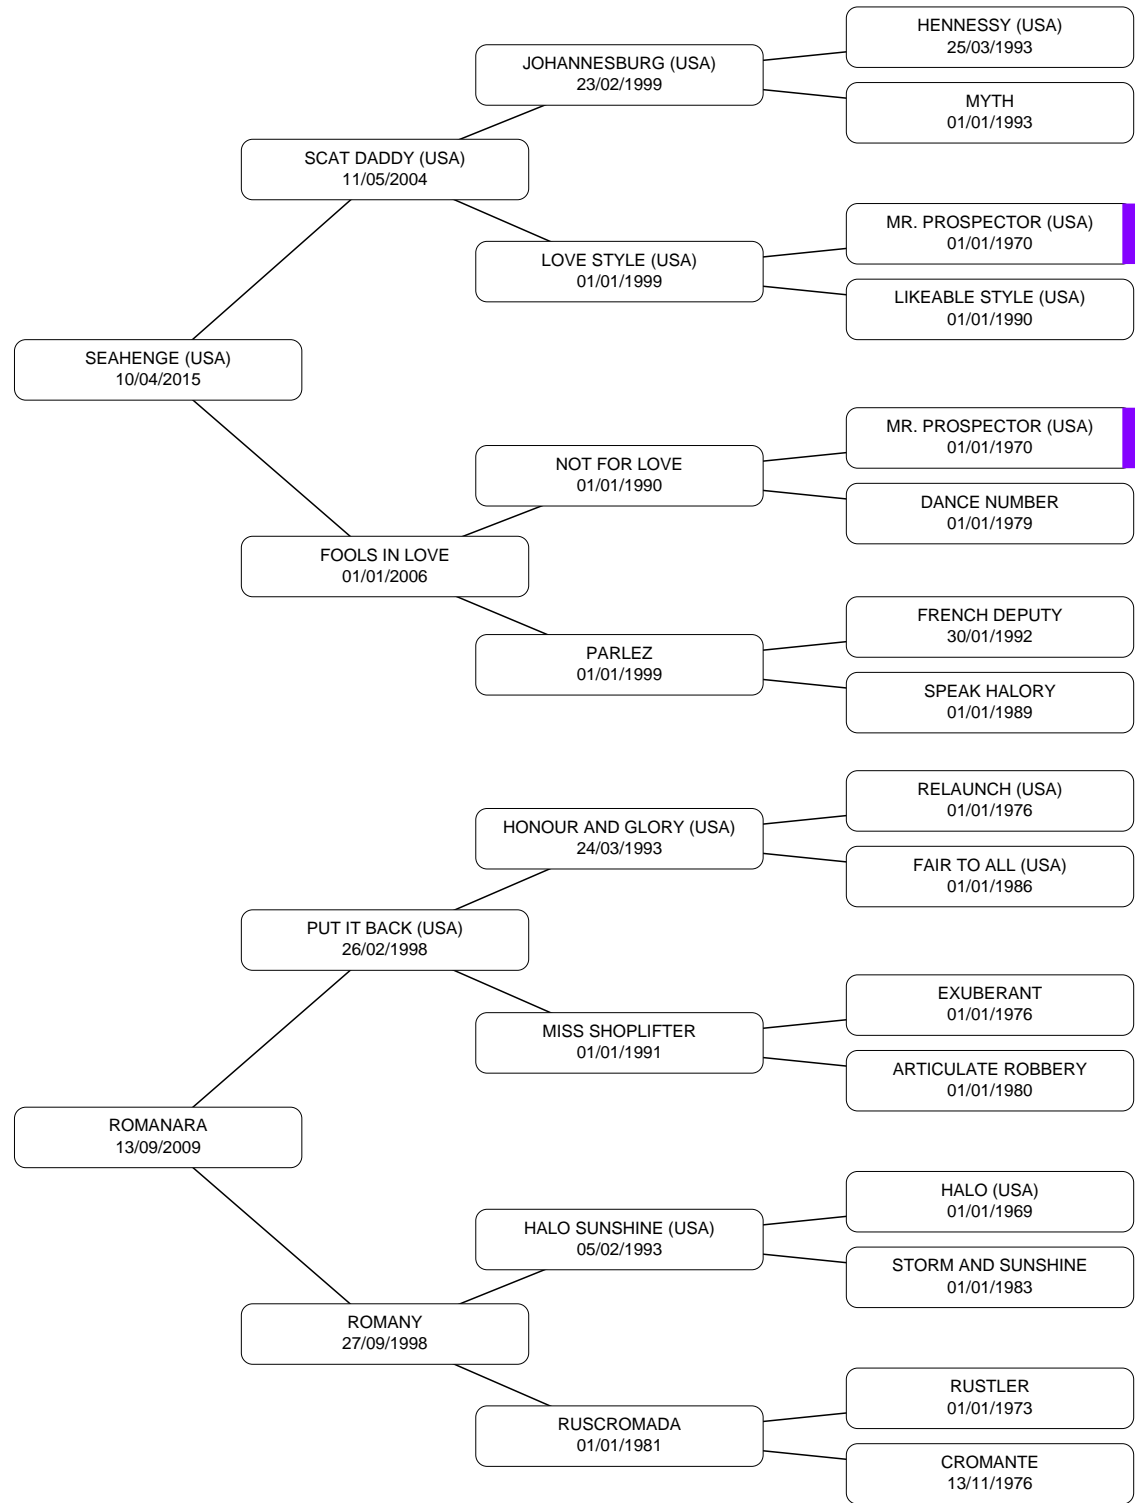 HENNESSY (USA)
25/03/1993
JOHANNESBURG (USA)
23/02/1999
MYTH
01/01/1993
SCAT DADDY (USA)
11/05/2004
MR. PROSPECTOR (USA)
01/01/1970
LOVE STYLE (USA)
01/01/1999
LIKEABLE STYLE (USA)
01/01/1990
SEAHENGE (USA)
10/04/2015
MR. PROSPECTOR (USA)
01/01/1970
NOT FOR LOVE
01/01/1990
DANCE NUMBER
01/01/1979
FOOLS IN LOVE
01/01/2006
FRENCH DEPUTY
30/01/1992
PARLEZ
01/01/1999
SPEAK HALORY
01/01/1989
RELAUNCH (USA)
01/01/1976
HONOUR AND GLORY (USA)
24/03/1993
FAIR TO ALL (USA)
01/01/1986
PUT IT BACK (USA)
26/02/1998
EXUBERANT
01/01/1976
MISS SHOPLIFTER
01/01/1991
ARTICULATE ROBBERY
01/01/1980
ROMANARA
13/09/2009
HALO (USA)
01/01/1969
HALO SUNSHINE (USA)
05/02/1993
STORM AND SUNSHINE
01/01/1983
ROMANY
27/09/1998
RUSTLER
01/01/1973
RUSCROMADA
01/01/1981
CROMANTE
13/11/1976